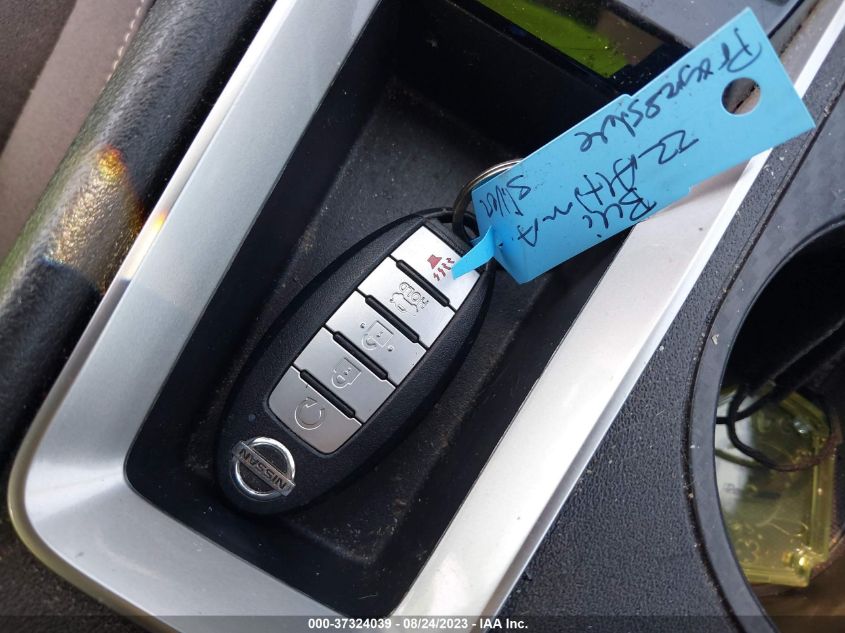 Progressive
22 Altima
Silver
NISSAN
000-37324039 - 08/24/2023 - IAA Inc.